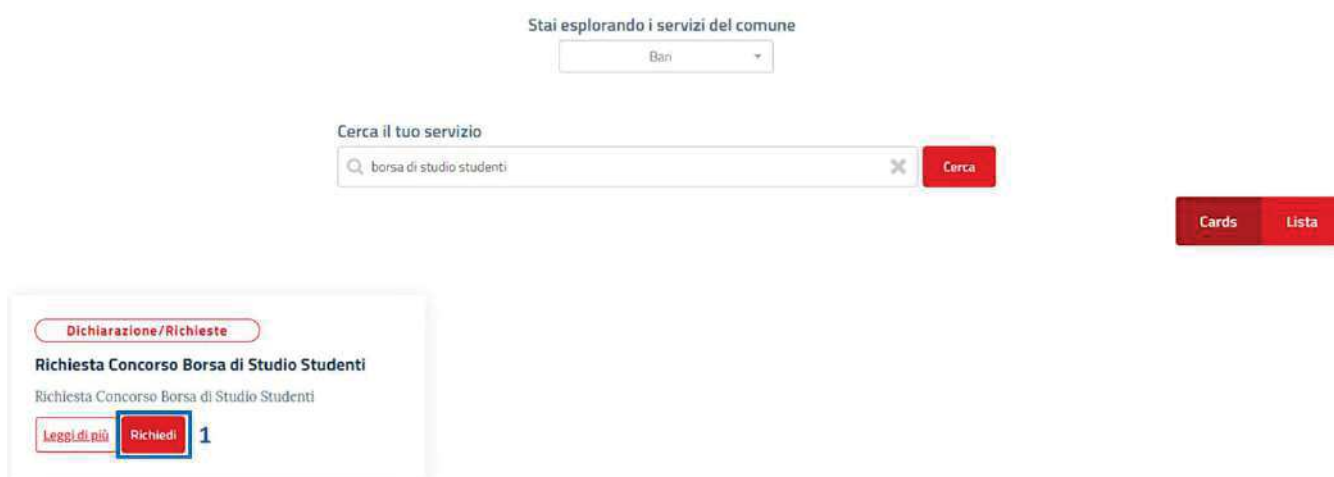 Stai esplorando i servizi del comune
Bari
Cerca il tuo servizio
borsa di studio studenti
Cerca
Cards Lista
Dichiarazione/Richieste
Richiesta Concorso Borsa di Studio Studenti
Richiesta Concorso Borsa di Studio Studenti
Leggi di più Richiedi 1